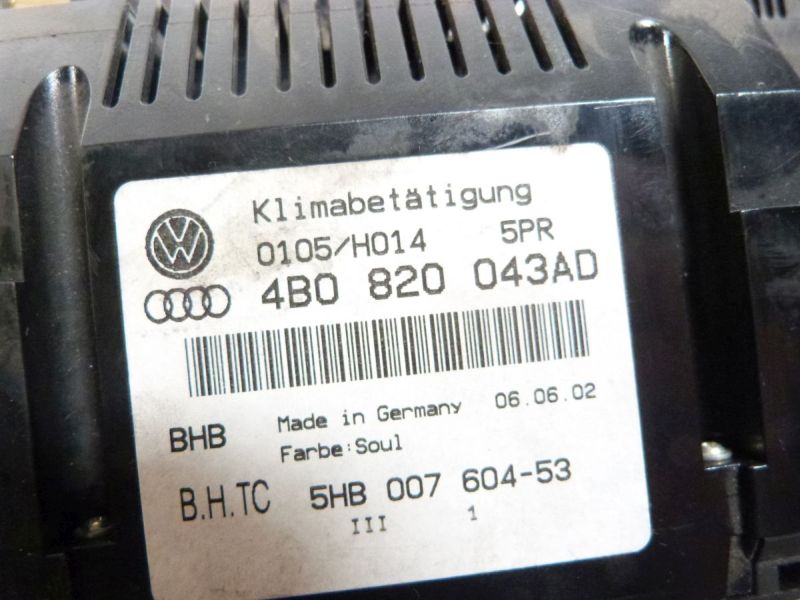 Klimabetätigung
0105/H014 5PR
4B0 820 043AD
BHB Made in Germany 06.06.02
Farbe:Soul
B.H.TC 5HB 007 604-53
III 1